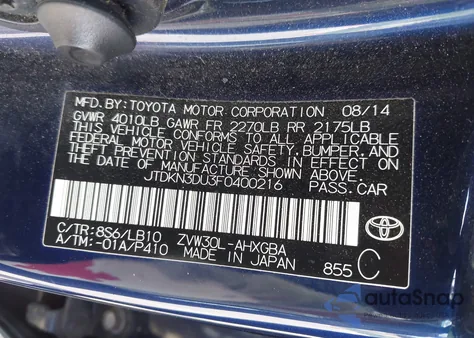 MFD. BY: TOYOTA MOTOR CORPORATION 08/14
GVWR 4010LB GAWR FR 2270LB RR 2175LB
THIS VEHICLE CONFORMS TO ALL APPLICABLE
FEDERAL MOTOR VEHICLE SAFETY, BUMPER, AND
THEFT PREVENTION STANDARDS IN EFFECT ON
THE DATE OF MANUFACTURE SHOWN ABOVE.
JTDKN3DU3F0400216 PASS.CAR
C/TR: 8S6/LB10 ZVW30L-AHXGBA
A/TM: -01A/P410 MADE IN JAPAN 855 C
autoSnap